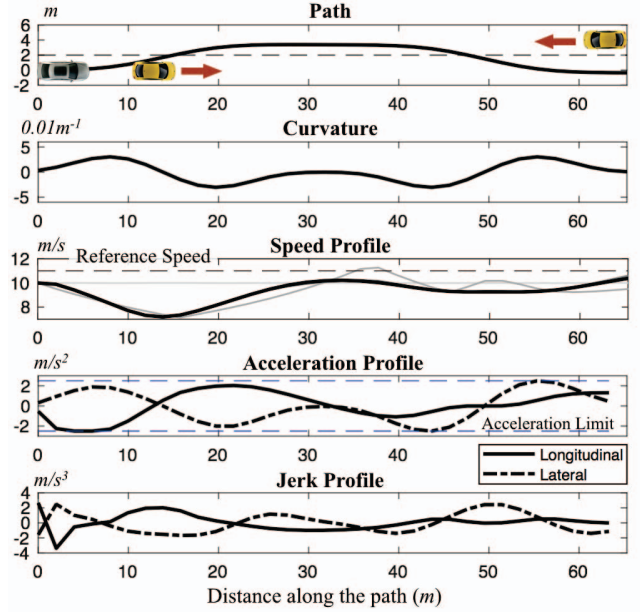 m Path
6
4
2
0
-2
0 10 20 30 40 50 60
0.01m⁻¹ Curvature
5
0
-5
0 10 20 30 40 50 60
m/s Reference Speed Speed Profile
12
10
8
0 10 20 30 40 50 60
m/s² Acceleration Profile
2
0
-2
Acceleration Limit
0 10 20 30 40
Longitudinal
Lateral
m/s³ Jerk Profile
4
2
0
-2
-4
0 10 20 30 40 50 60
Distance along the path (m)